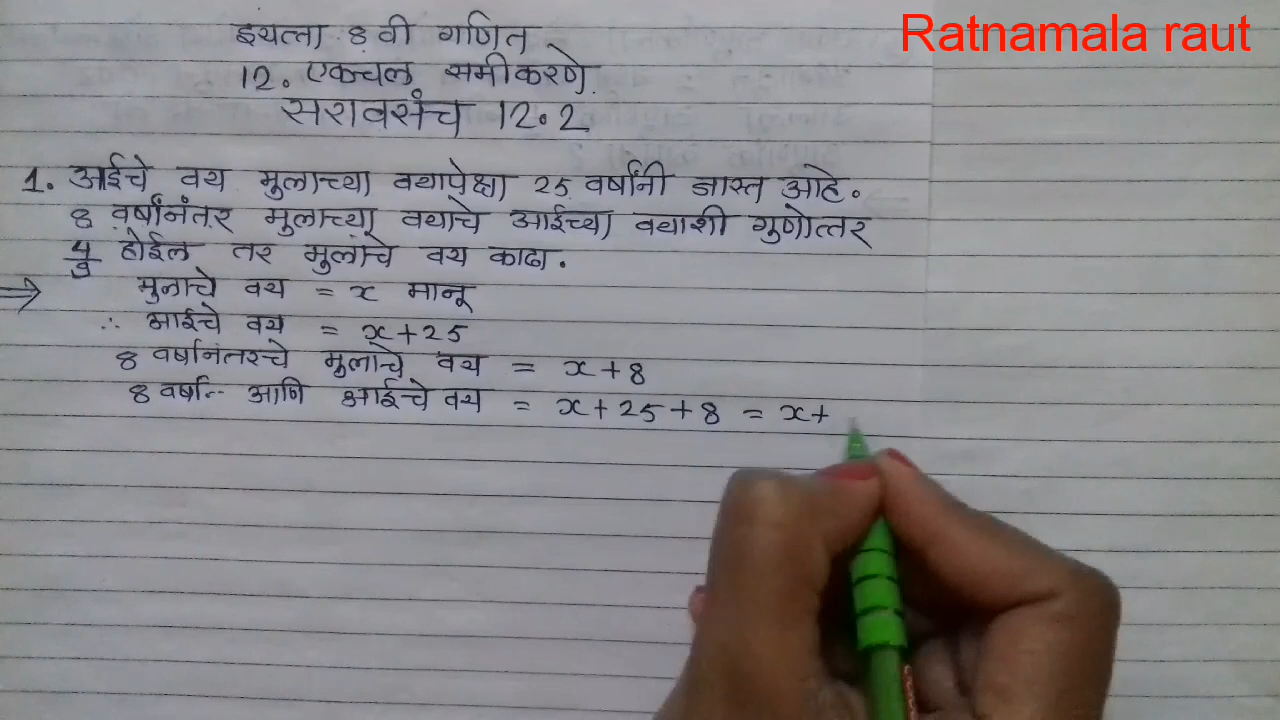 Ratnamala raut
इयत्ता 8 वी गणित
12. एकचल समीकरणे.
सरावसंच 12.2
1. आईचे वय मुलाच्या वयापेक्षा 25 वर्षांनी जास्त आहे.
8 वर्षांनंतर मुलाच्या वयाचे आईच्या वयाशी गुणोत्तर
4/9 होईल तर मुलाचे वय काढा.
⇒ मुलाचे वय = x मानू
∴ आईचे वय = x + 25
8 वर्षानंतरचे मुलाचे वय = x + 8
8 वर्षा-- आणि आईचे वय = x + 25 + 8 = x +